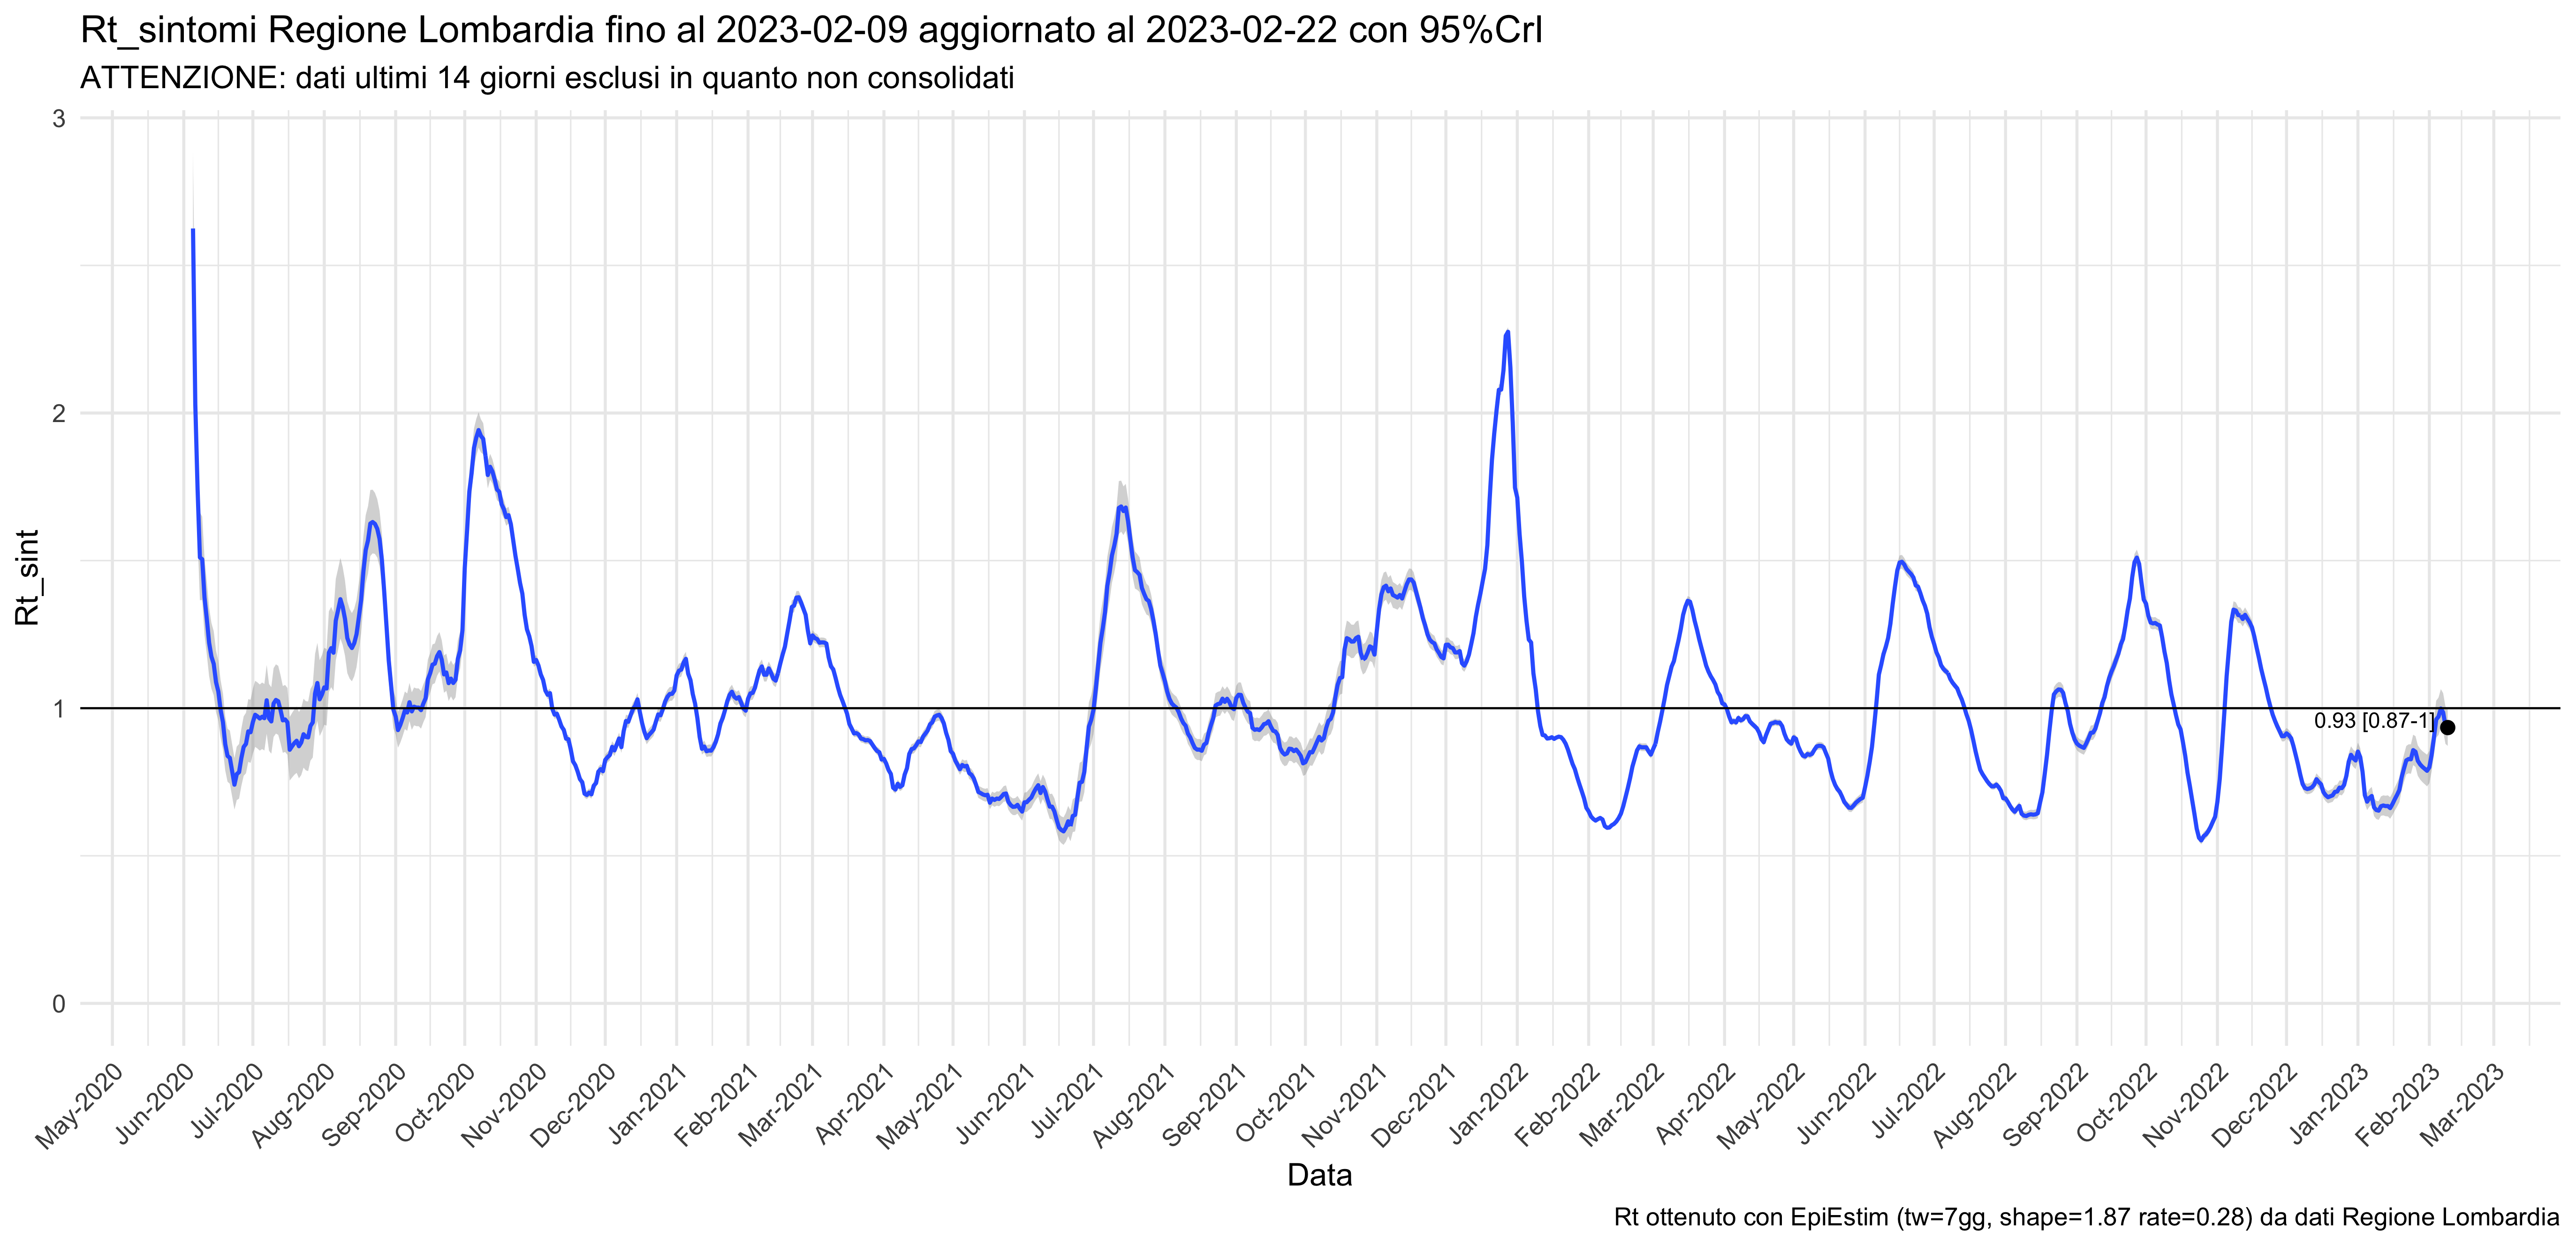 Rt_sintomi Regione Lombardia fino al 2023-02-09 aggiornato al 2023-02-22 con 95%CrI
ATTENZIONE: dati ultimi 14 giorni esclusi in quanto non consolidati
3
2
1
0
Rt_sint
0.93 [0.87-1]
May-2020
Jun-2020
Jul-2020
Aug-2020
Sep-2020
Oct-2020
Nov-2020
Dec-2020
Jan-2021
Feb-2021
Mar-2021
Apr-2021
May-2021
Jun-2021
Jul-2021
Aug-2021
Sep-2021
Oct-2021
Nov-2021
Dec-2021
Jan-2022
Feb-2022
Mar-2022
Apr-2022
May-2022
Jun-2022
Jul-2022
Aug-2022
Sep-2022
Oct-2022
Nov-2022
Dec-2022
Jan-2023
Feb-2023
Mar-2023
Data
Rt ottenuto con EpiEstim (tw=7gg, shape=1.87 rate=0.28) da dati Regione Lombardia